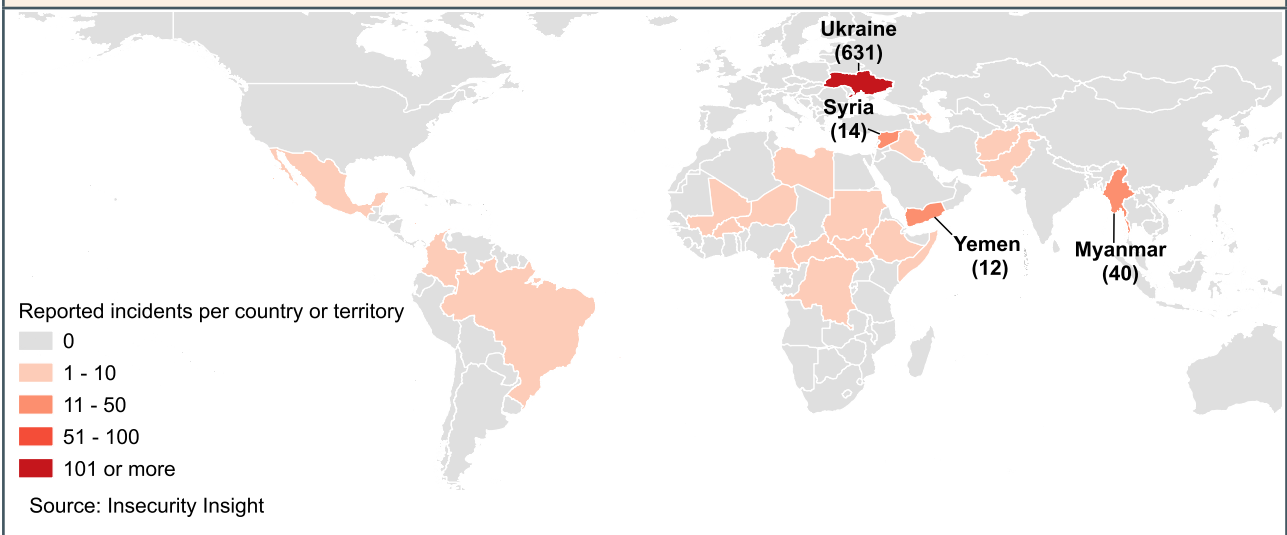 Ukraine
(631)
Syria
(14)
Yemen
(12)
Myanmar
(40)
Reported incidents per country or territory
0
1 - 10
11 - 50
51 - 100
101 or more
Source: Insecurity Insight